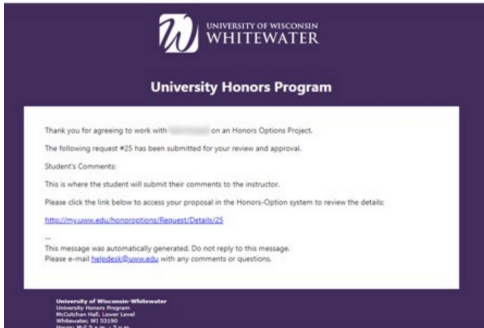 UNIVERSITY OF WISCONSIN
WHITEWATER
University Honors Program
Thank you for agreeing to work with on an Honors Options Project.
The following request #25 has been submitted for your review and approval.
Student's Comments:
This is where the student will submit their comments to the instructor.
Please click the link below to access your proposal in the Honors-Option system to review the details:
http://my.uww.edu/honoroptions/Request/Details/25
--
This message was automatically generated. Do not reply to this message.
Please e-mail helpdesk@uww.edu with any comments or questions.
University of Wisconsin-Whitewater
University Honors Program
McCutchan Hall, Lower Level
Whitewater, WI 53190
Hours: M-F 9 a.m. - 5 p.m.